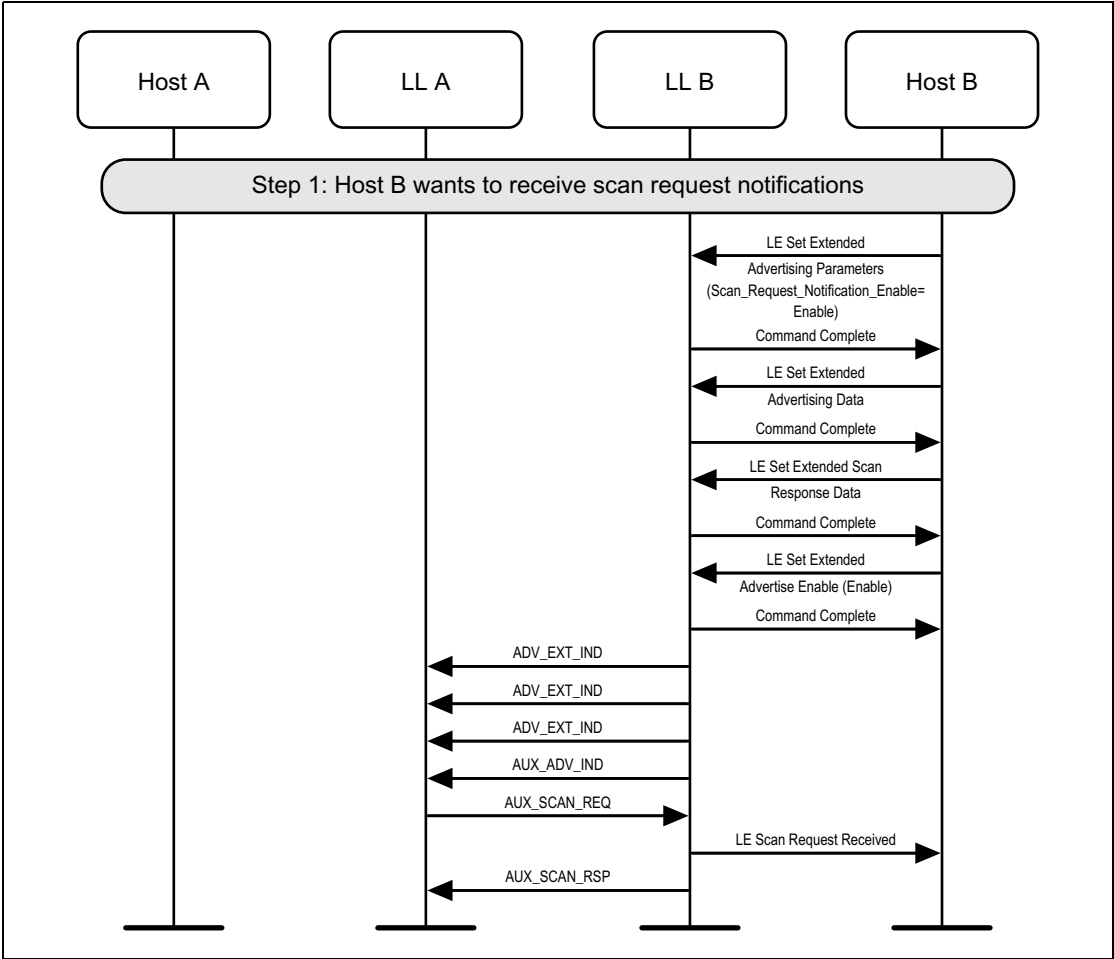 Host A
LL A
LL B
Host B
Step 1: Host B wants to receive scan request notifications
LE Set Extended
Advertising Parameters
(Scan_Request_Notification_Enable=
Enable)
Command Complete
LE Set Extended
Advertising Data
Command Complete
LE Set Extended Scan
Response Data
Command Complete
LE Set Extended
Advertise Enable (Enable)
Command Complete
ADV_EXT_IND
ADV_EXT_IND
ADV_EXT_IND
AUX_ADV_IND
AUX_SCAN_REQ
LE Scan Request Received
AUX_SCAN_RSP